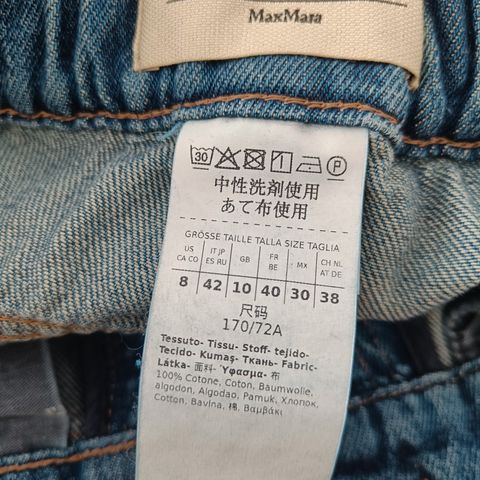 MaxMara
30
中性洗剤使用
あて布使用
GRÖSSE TAILLE TALLA SIZE TAGLIA
US CA CO IT JP ES RU GB FR BE MX CH NL AT DE
8 42 10 40 30 38
尺码
170/72A
Tessuto- Tissu- Stoff- tejido-
Tecido- Kumaş- Ткань- Fabric-
Látka- 面料- Ύφασμα- 布
100% Cotone, Coton, Baumwolle,
algodon, Algodao, Pamuk, Хлопок,
Cotton, Bavlna, 棉, Βαμβάκι